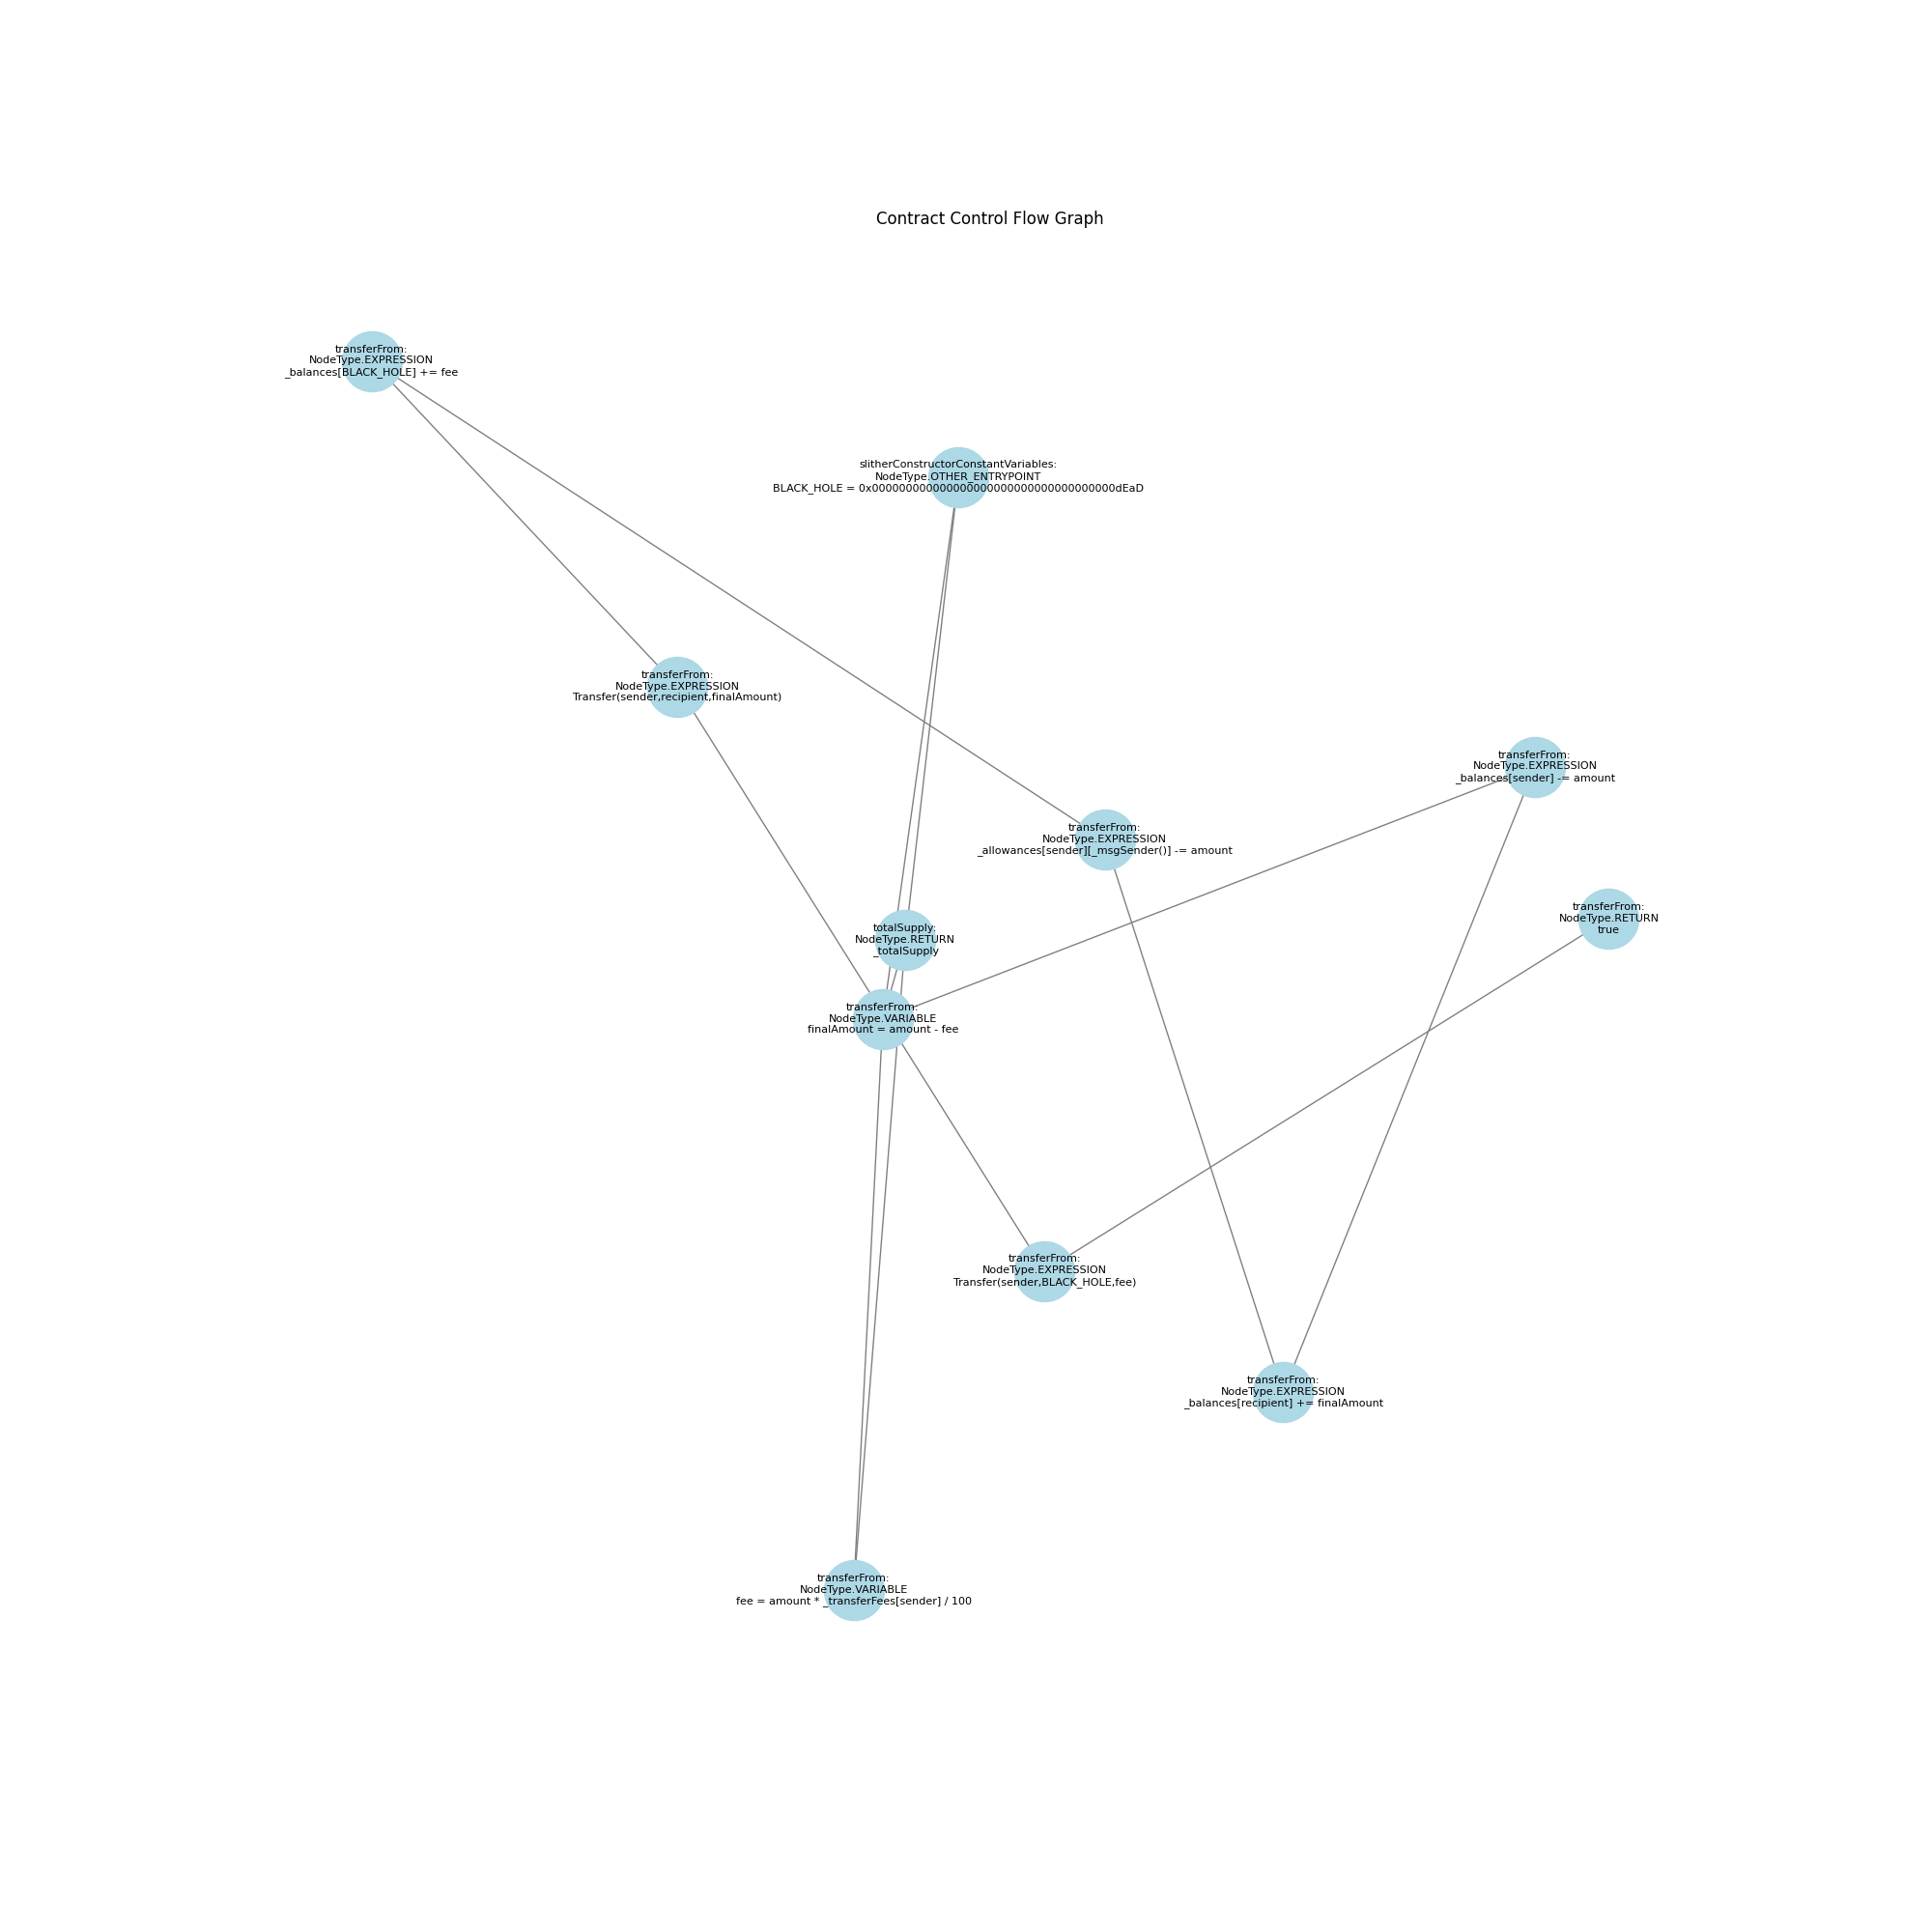 Contract Control Flow Graph
transferFrom:
NodeType.EXPRESSION
_balances[BLACK_HOLE] += fee
slitherConstructorConstantVariables:
NodeType.OTHER_ENTRYPOINT
BLACK_HOLE = 0x000000000000000000000000000000000000dEaD
transferFrom:
NodeType.EXPRESSION
Transfer(sender,recipient,finalAmount)
transferFrom:
NodeType.EXPRESSION
_balances[sender] -= amount
transferFrom:
NodeType.EXPRESSION
_allowances[sender][_msgSender()] -= amount
transferFrom:
NodeType.RETURN
true
totalSupply:
NodeType.RETURN
_totalSupply
transferFrom:
NodeType.VARIABLE
finalAmount = amount - fee
transferFrom:
NodeType.EXPRESSION
Transfer(sender,BLACK_HOLE,fee)
transferFrom:
NodeType.EXPRESSION
_balances[recipient] += finalAmount
transferFrom:
NodeType.VARIABLE
fee = amount * _transferFees[sender] / 100